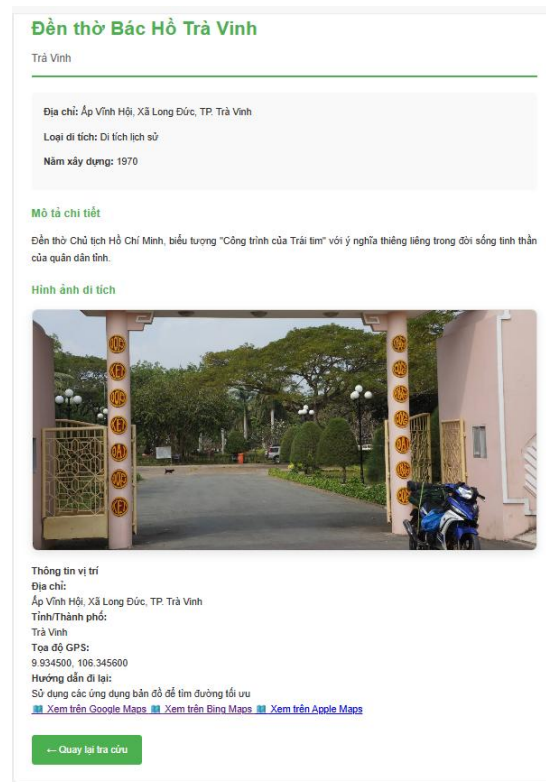 Đền thờ Bác Hồ Trà Vinh
Trà Vinh
Địa chỉ: Ấp Vĩnh Hội, Xã Long Đức, TP. Trà Vinh
Loại di tích: Di tích lịch sử
Năm xây dựng: 1970
Mô tả chi tiết
Đền thờ Chủ tịch Hồ Chí Minh, biểu tượng "Công trình của Trái tim" với ý nghĩa thiêng liêng trong đời sống tinh thần
của quân dân tỉnh.
Hình ảnh di tích
Thông tin vị trí
Địa chỉ:
Ấp Vĩnh Hội, Xã Long Đức, TP. Trà Vinh
Tỉnh/Thành phố:
Trà Vinh
Tọa độ GPS:
9.934500, 106.345600
Hướng dẫn đi lại:
Sử dụng các ứng dụng bản đồ để tìm đường tối ưu
Xem trên Google Maps Xem trên Bing Maps Xem trên Apple Maps
← Quay lại tra cứu